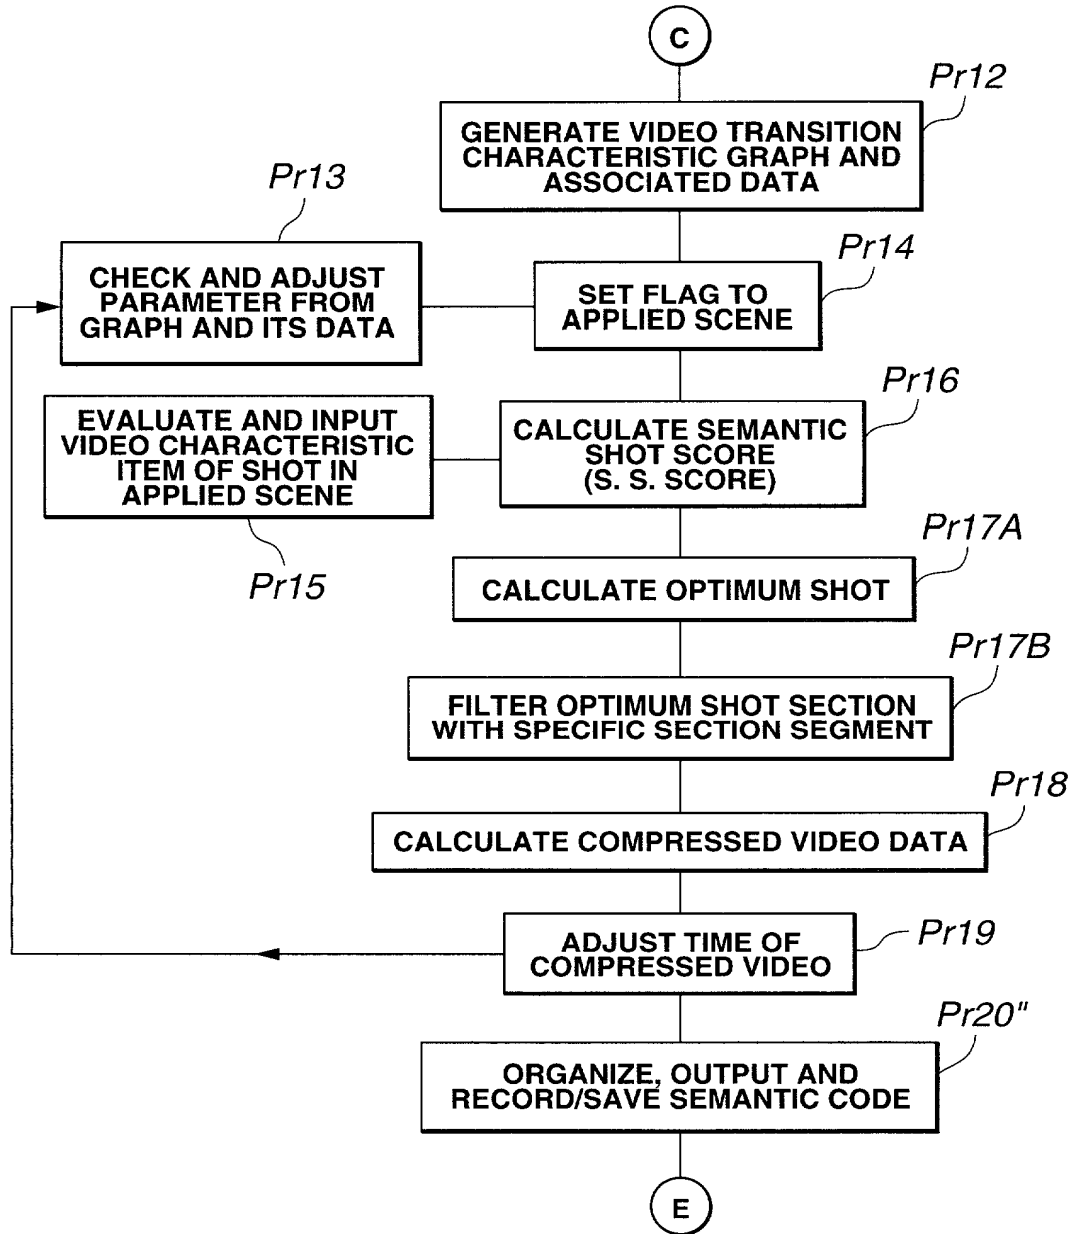 C
Pr12
GENERATE VIDEO TRANSITION
CHARACTERISTIC GRAPH AND
ASSOCIATED DATA
Pr13
CHECK AND ADJUST
PARAMETER FROM
GRAPH AND ITS DATA
Pr14
SET FLAG TO
APPLIED SCENE
Pr16
EVALUATE AND INPUT
VIDEO CHARACTERISTIC
ITEM OF SHOT IN
APPLIED SCENE
Pr15
CALCULATE SEMANTIC
SHOT SCORE
(S. S. SCORE)
Pr17A
CALCULATE OPTIMUM SHOT
Pr17B
FILTER OPTIMUM SHOT SECTION
WITH SPECIFIC SECTION SEGMENT
Pr18
CALCULATE COMPRESSED VIDEO DATA
Pr19
ADJUST TIME OF
COMPRESSED VIDEO
Pr20"
ORGANIZE, OUTPUT AND
RECORD/SAVE SEMANTIC CODE
E